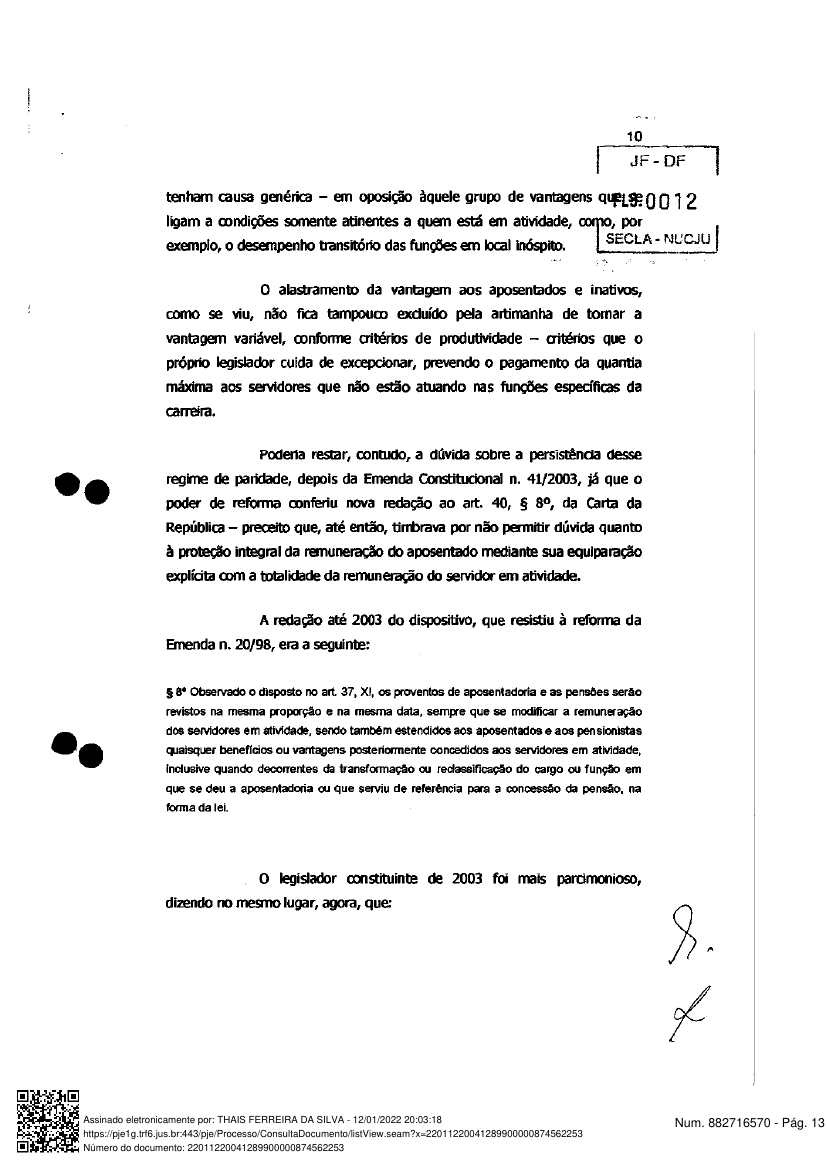 10
JF - DF
tenham causa genérica – em oposição àquele grupo de vantagens que se
FLS. 0012
ligam a condições somente atinentes a quem está em atividade, como, por
SECLA - NUCJU
exemplo, o desempenho transitório das funções em local inóspito.
O alastramento da vantagem aos aposentados e inativos,
como se viu, não fica tampouco excluído pela artimanha de tornar a
vantagem variável, conforme critérios de produtividade – critérios que o
próprio legislador cuida de excepcionar, prevendo o pagamento da quantia
máxima aos servidores que não estão atuando nas funções específicas da
carreira.
Poderia restar, contudo, a dúvida sobre a persistência desse
regime de paridade, depois da Emenda Constitucional n. 41/2003, já que o
poder de reforma conferiu nova redação ao art. 40, § 8º, da Carta da
República – preceito que, até então, timbrava por não permitir dúvida quanto
à proteção integral da remuneração do aposentado mediante sua equiparação
explícita com a totalidade da remuneração do servidor em atividade.
A redação até 2003 do dispositivo, que resistiu à reforma da
Emenda n. 20/98, era a seguinte:
§ 8º Observado o disposto no art. 37, XI, os proventos de aposentadoria e as pensões serão
revistos na mesma proporção e na mesma data, sempre que se modificar a remuneração
dos servidores em atividade, sendo também estendidos aos aposentados e aos pensionistas
quaisquer benefícios ou vantagens posteriormente concedidos aos servidores em atividade,
inclusive quando decorrentes da transformação ou reclassificação do cargo ou função em
que se deu a aposentadoria ou que serviu de referência para a concessão da pensão, na
forma da lei.
O legislador constituinte de 2003 foi mais parcimonioso,
dizendo no mesmo lugar, agora, que:
Assinado eletronicamente por: THAIS FERREIRA DA SILVA - 12/01/2022 20:03:18
https://pje1g.trf6.jus.br:443/pje/Processo/ConsultaDocumento/listView.seam?x=22011220041289900000874562253
Número do documento: 22011220041289900000874562253
Num. 882716570 - Pág. 13